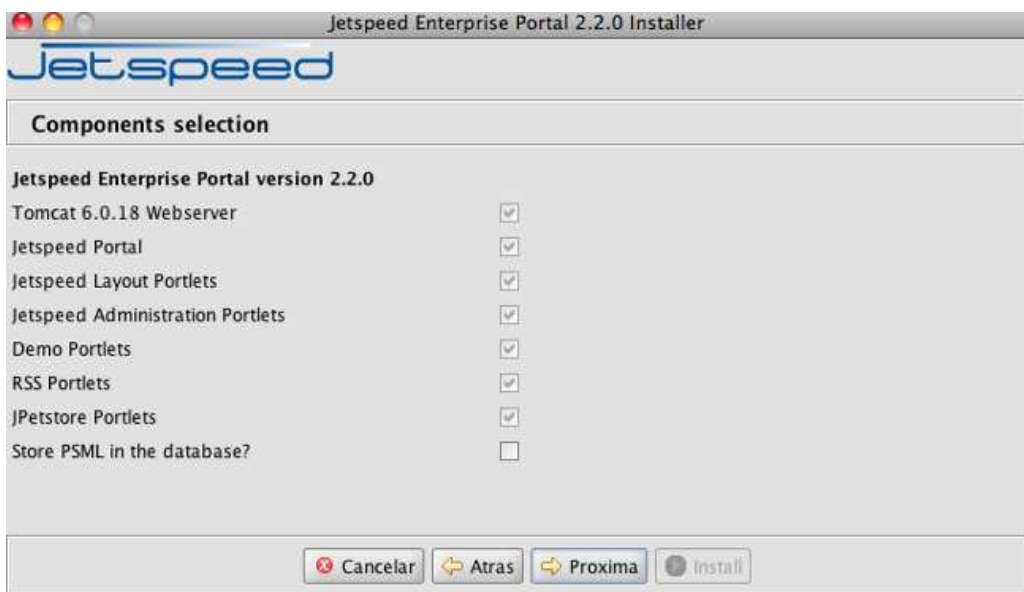 Jetspeed Enterprise Portal 2.2.0 Installer
Jetspeed
Components selection
Jetspeed Enterprise Portal version 2.2.0
Tomcat 6.0.18 Webserver
Jetspeed Portal
Jetspeed Layout Portlets
Jetspeed Administration Portlets
Demo Portlets
RSS Portlets
JPetstore Portlets
Store PSML in the database?
Cancelar Atras Proxima Install